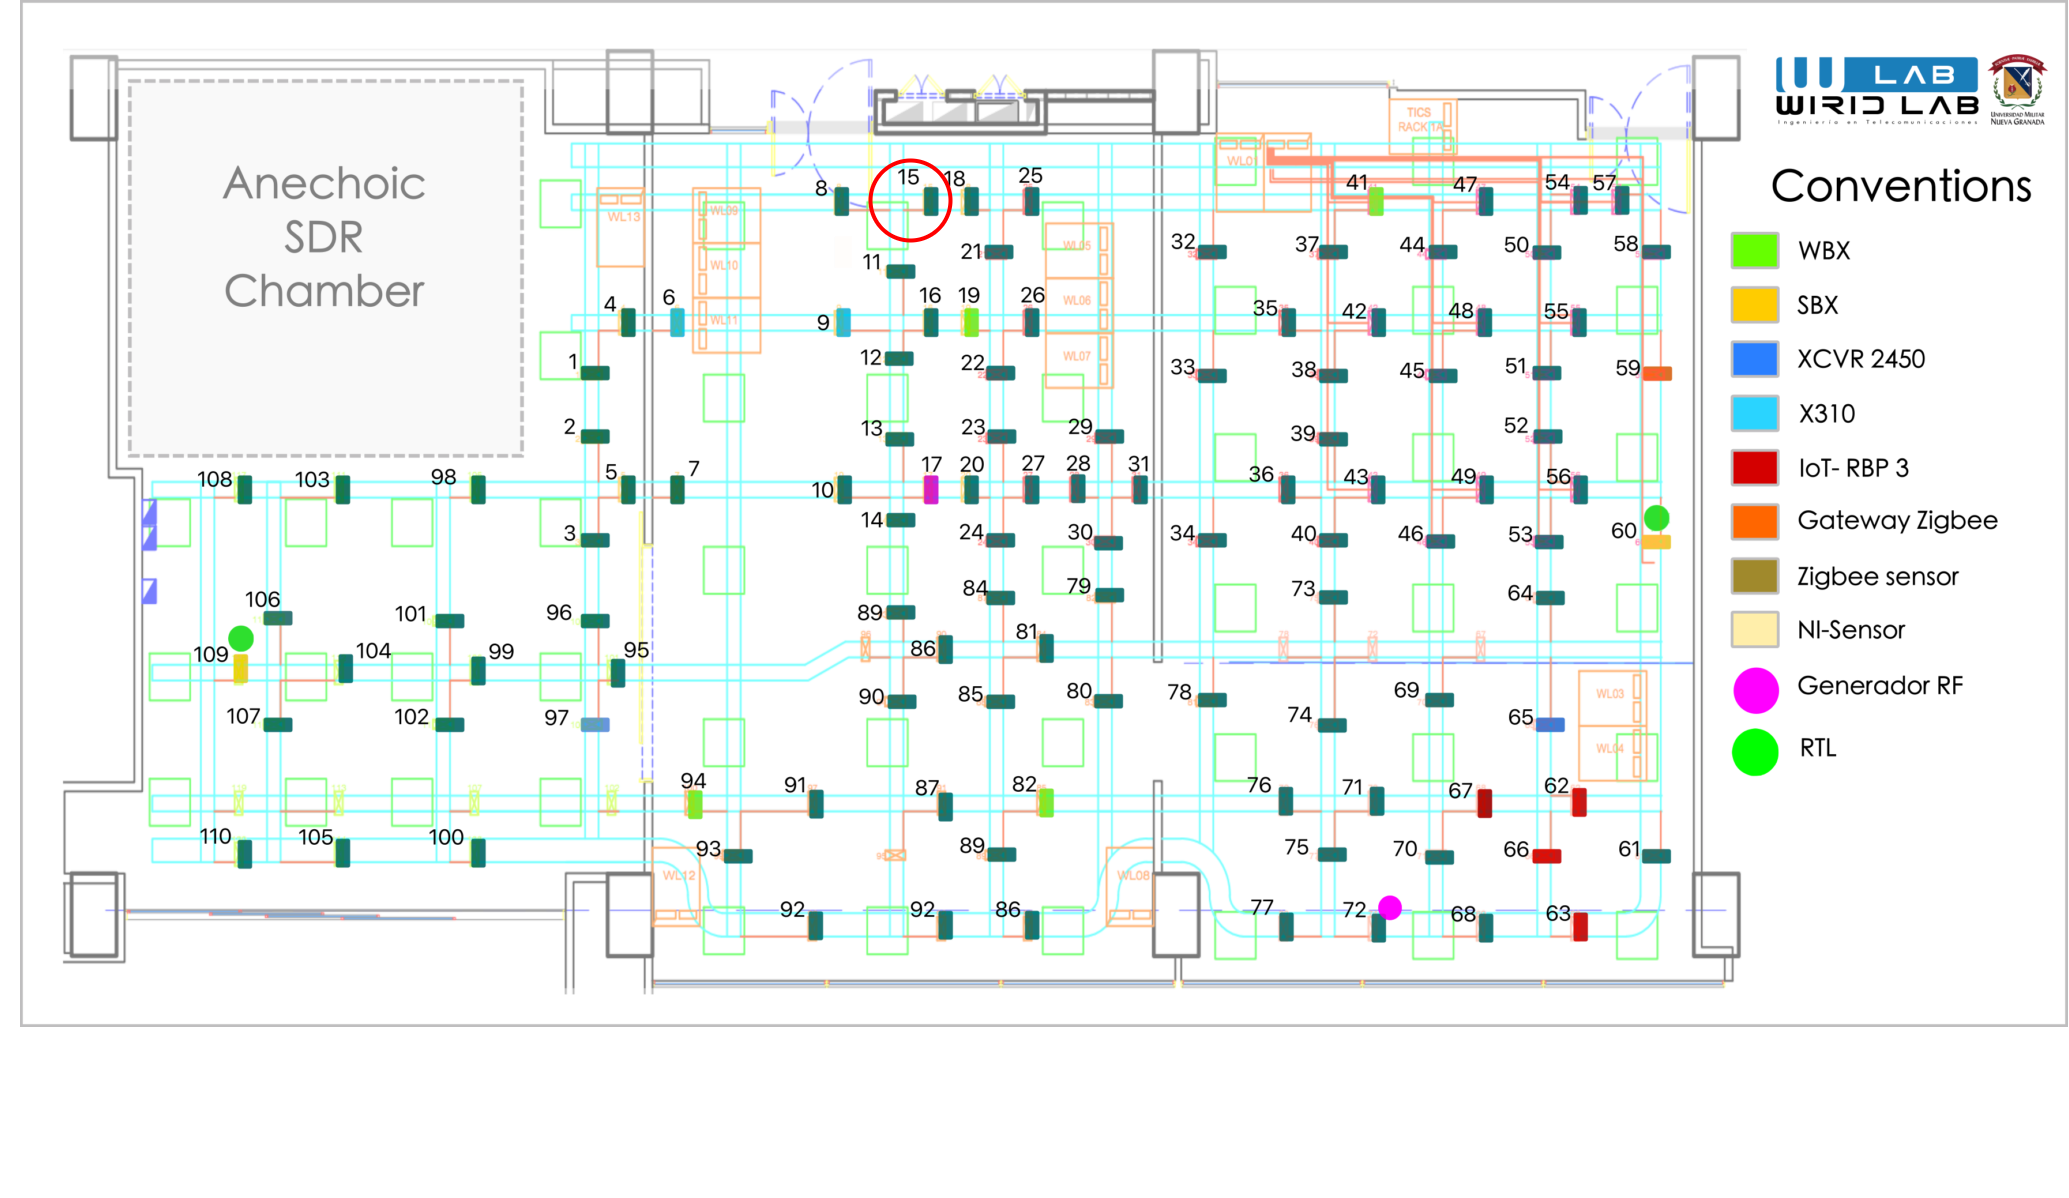 LAB
WIRID LAB
Ingeniería en Telecomunicaciones
UNIVERSIDAD MILITAR
NUEVA GRANADA
TICS
RACK TA
WL01
Anechoic
SDR
Chamber
Conventions
WBX
SBX
XCVR 2450
X310
IoT- RBP 3
Gateway Zigbee
Zigbee sensor
NI-Sensor
Generador RF
RTL
8 15 18 25 41 47 54 57
WL13 WL09 WL05
32 37 44 50 58
21
11
WL10
4 6 9 16 19 26 WL06 35 42 48 55
WL11
1 12 22 WL07 33 38 45 51 59
2 13 23 29 39 52
108 103 98 5 7 10 17 20 27 28 31 36 43 49 56
14
3 24 30 34 40 46 53 60
106 101 96 89 84 79 73 64
109 104 99 95 86 81
107 102 97 90 85 80 78 74 69 65 WL03
WL04
94 91 87 82 76 71 67 62
110 105 100 93 89 75 70 66 61
WL12 WL08
92 92 86 77 72 68 63